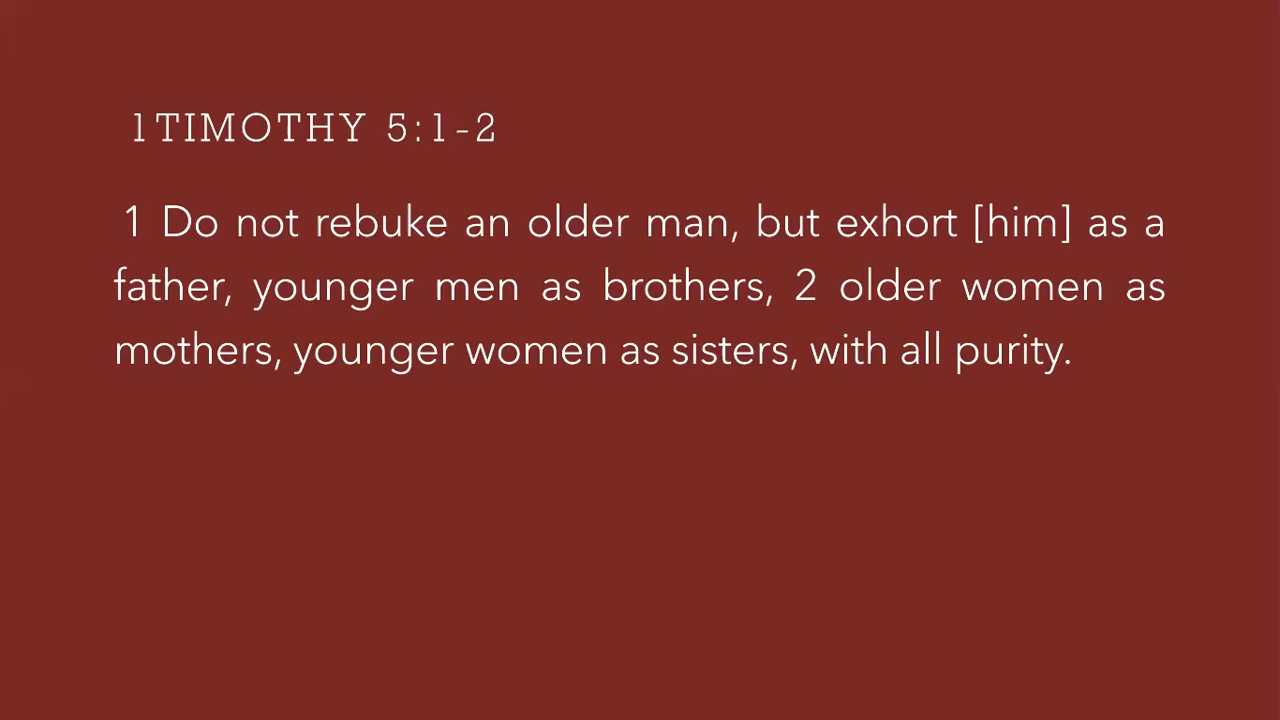 1TIMOTHY 5:1-2
1 Do not rebuke an older man, but exhort [him] as a
father, younger men as brothers, 2 older women as
mothers, younger women as sisters, with all purity.